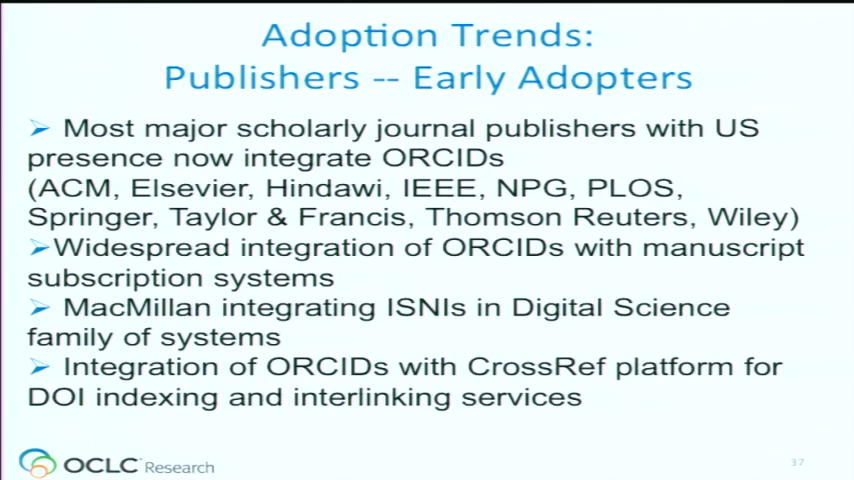 Adoption Trends:
Publishers -- Early Adopters
➢ Most major scholarly journal publishers with US
presence now integrate ORCIDs
(ACM, Elsevier, Hindawi, IEEE, NPG, PLOS,
Springer, Taylor & Francis, Thomson Reuters, Wiley)
➢Widespread integration of ORCIDs with manuscript
subscription systems
➢ MacMillan integrating ISNIs in Digital Science
family of systems
➢ Integration of ORCIDs with CrossRef platform for
DOI indexing and interlinking services
OCLC Research
37